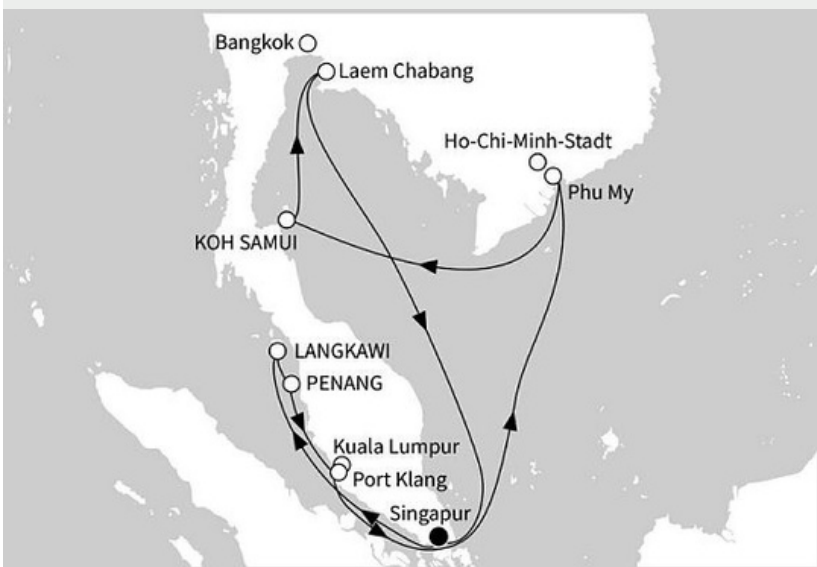 Bangkok
Laem Chabang
Ho-Chi-Minh-Stadt
Phu My
KOH SAMUI
LANGKAWI
PENANG
Kuala Lumpur
Port Klang
Singapur